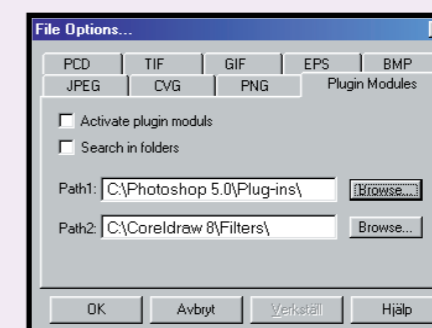 File Options...
PCD TIF GIF EPS BMP
JPEG CVG PNG Plugin Modules
Activate plugin moduls
Search in folders
Path1: C:\Photoshop 5.0\Plug-ins\ Browse...
Path2: C:\Coreldraw 8\Filters\ Browse...
OK Avbryt Verkställ Hjälp